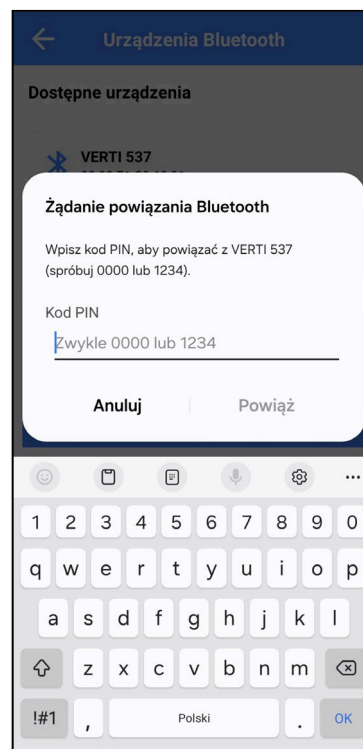 Urządzenia Bluetooth
Dostępne urządzenia
VERTI 537
Żądanie powiązania Bluetooth
Wpisz kod PIN, aby powiązać z VERTI 537
(spróbuj 0000 lub 1234).
Kod PIN
Zwykle 0000 lub 1234
Anuluj Powiąż
1 2 3 4 5 6 7 8 9 0
q w e r t y u i o p
a s d f g h j k l
z x c v b n m
!#1 , Polski . OK